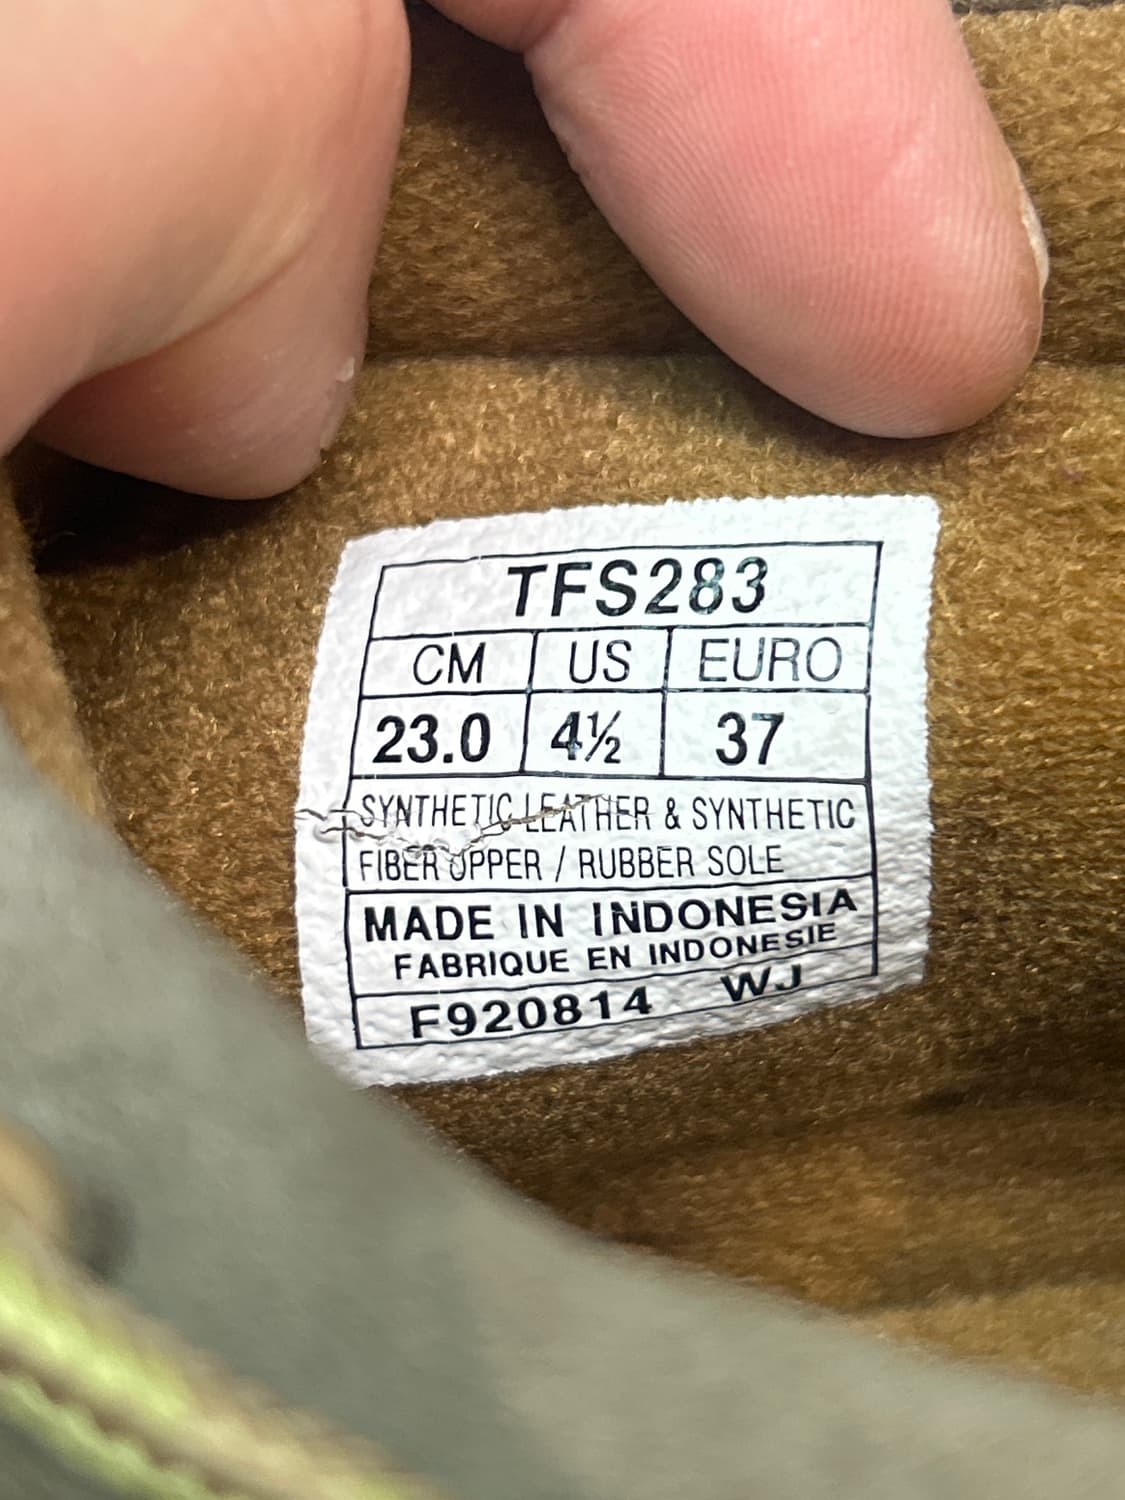 TFS283
CM US EURO
23.0 4½ 37
SYNTHETIC LEATHER & SYNTHETIC
FIBER UPPER / RUBBER SOLE
MADE IN INDONESIA
FABRIQUE EN INDONESIE
F920814 WJ